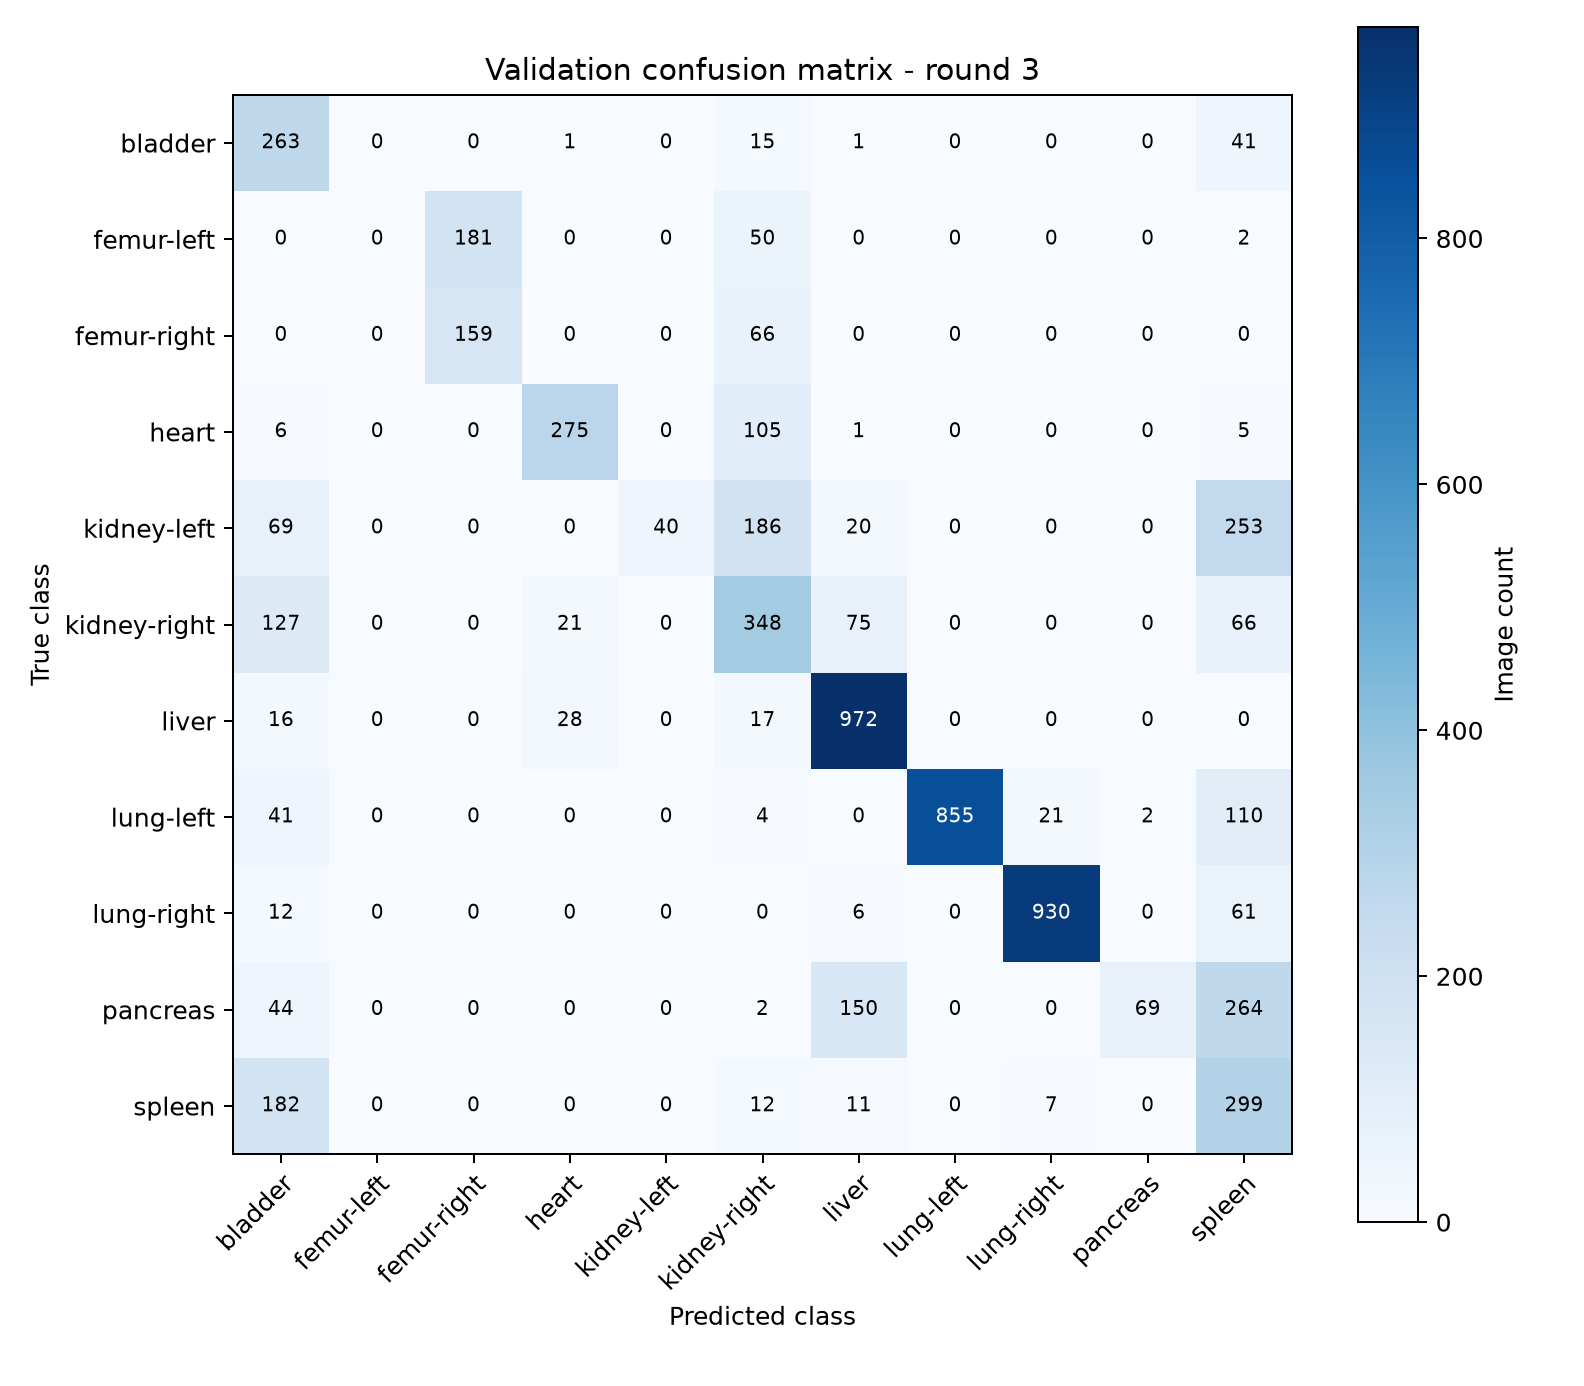 Validation confusion matrix - round 3
bladder 263 0 0 1 0 15 1 0 0 0 41
femur-left 0 0 181 0 0 50 0 0 0 0 2
femur-right 0 0 159 0 0 66 0 0 0 0 0
heart 6 0 0 275 0 105 1 0 0 0 5
kidney-left 69 0 0 0 40 186 20 0 0 0 253
kidney-right 127 0 0 21 0 348 75 0 0 0 66
liver 16 0 0 28 0 17 972 0 0 0 0
lung-left 41 0 0 0 0 4 0 855 21 2 110
lung-right 12 0 0 0 0 0 6 0 930 0 61
pancreas 44 0 0 0 0 2 150 0 0 69 264
spleen 182 0 0 0 0 12 11 0 7 0 299
bladder femur-left femur-right heart kidney-left kidney-right liver lung-left lung-right pancreas spleen
Predicted class
True class
800
600
400
200
0
Image count